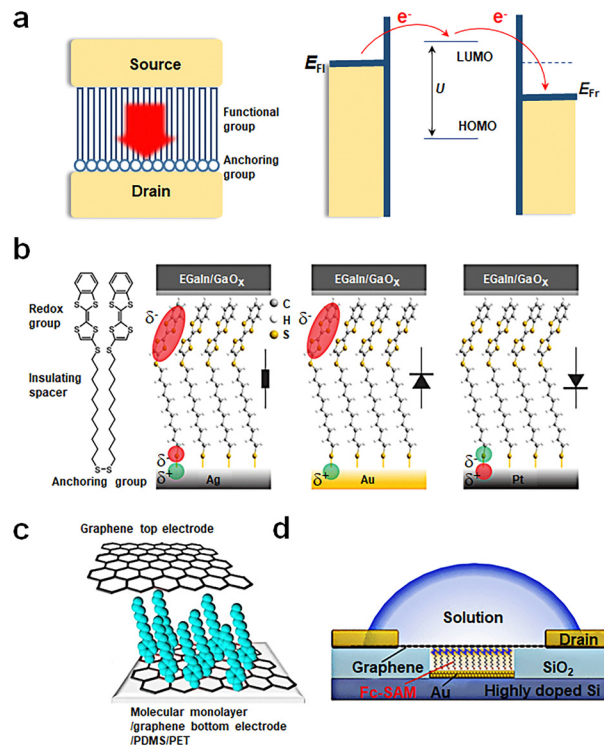 a
Source
Functional
group
Anchoring
group
Drain
e-
e-
EFl
LUMO
U
HOMO
EFr
b
Redox
group
Insulating
spacer
Anchoring group
S
S
S
S
S
S
S
S
S
S
S-S
EGaIn/GaOx
δ-
C
H
S
δ-
δ+
Ag
EGaIn/GaOx
δ-
δ+
Au
EGaIn/GaOx
δ-
δ+
Pt
c
Graphene top electrode
Molecular monolayer
/graphene bottom electrode
/PDMS/PET
d
Solution
Drain
Graphene
SiO2
Fc-SAM
Au
Highly doped Si